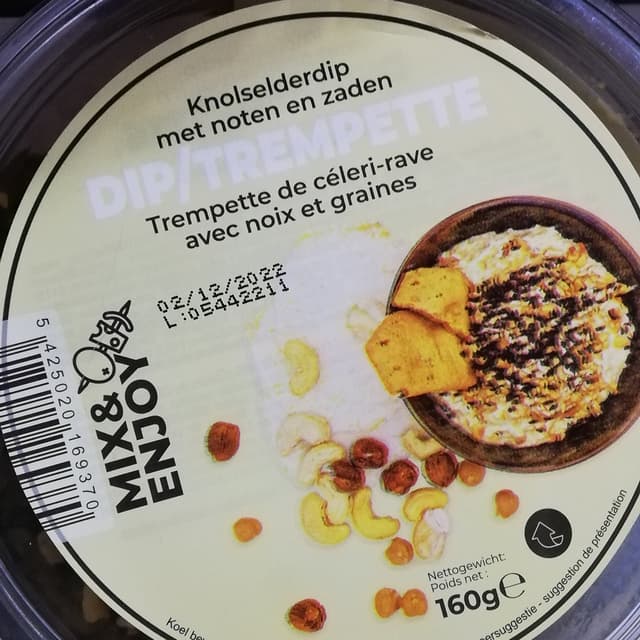 Knolselderdip
met noten en zaden
DIP/TREMPETTE
Trempette de céleri-rave
avec noix et graines
02/12/2022
L:05442211
MIX&
ENJOY
5 425020 169370
Nettogewicht:
Poids net :
160g e
Koel
persuggestie - suggestion de présentation